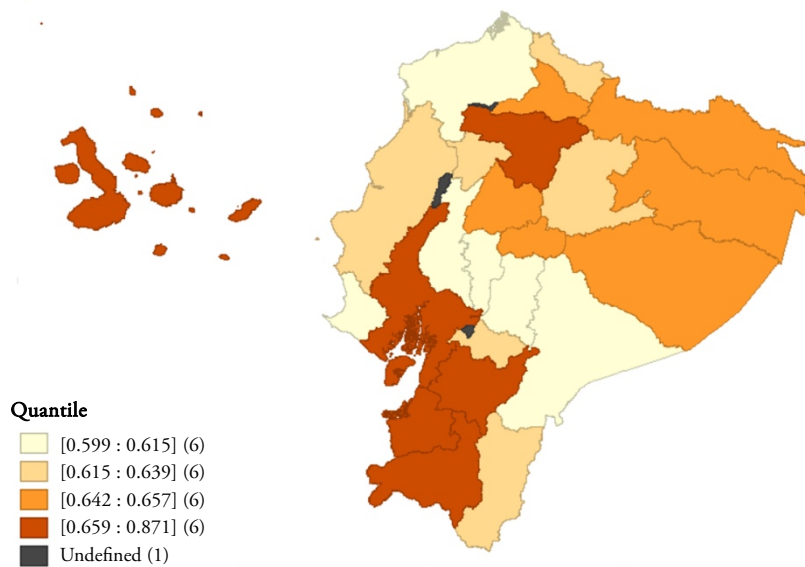 Quantile
[0.599 : 0.615] (6)
[0.615 : 0.639] (6)
[0.642 : 0.657] (6)
[0.659 : 0.871] (6)
Undefined (1)